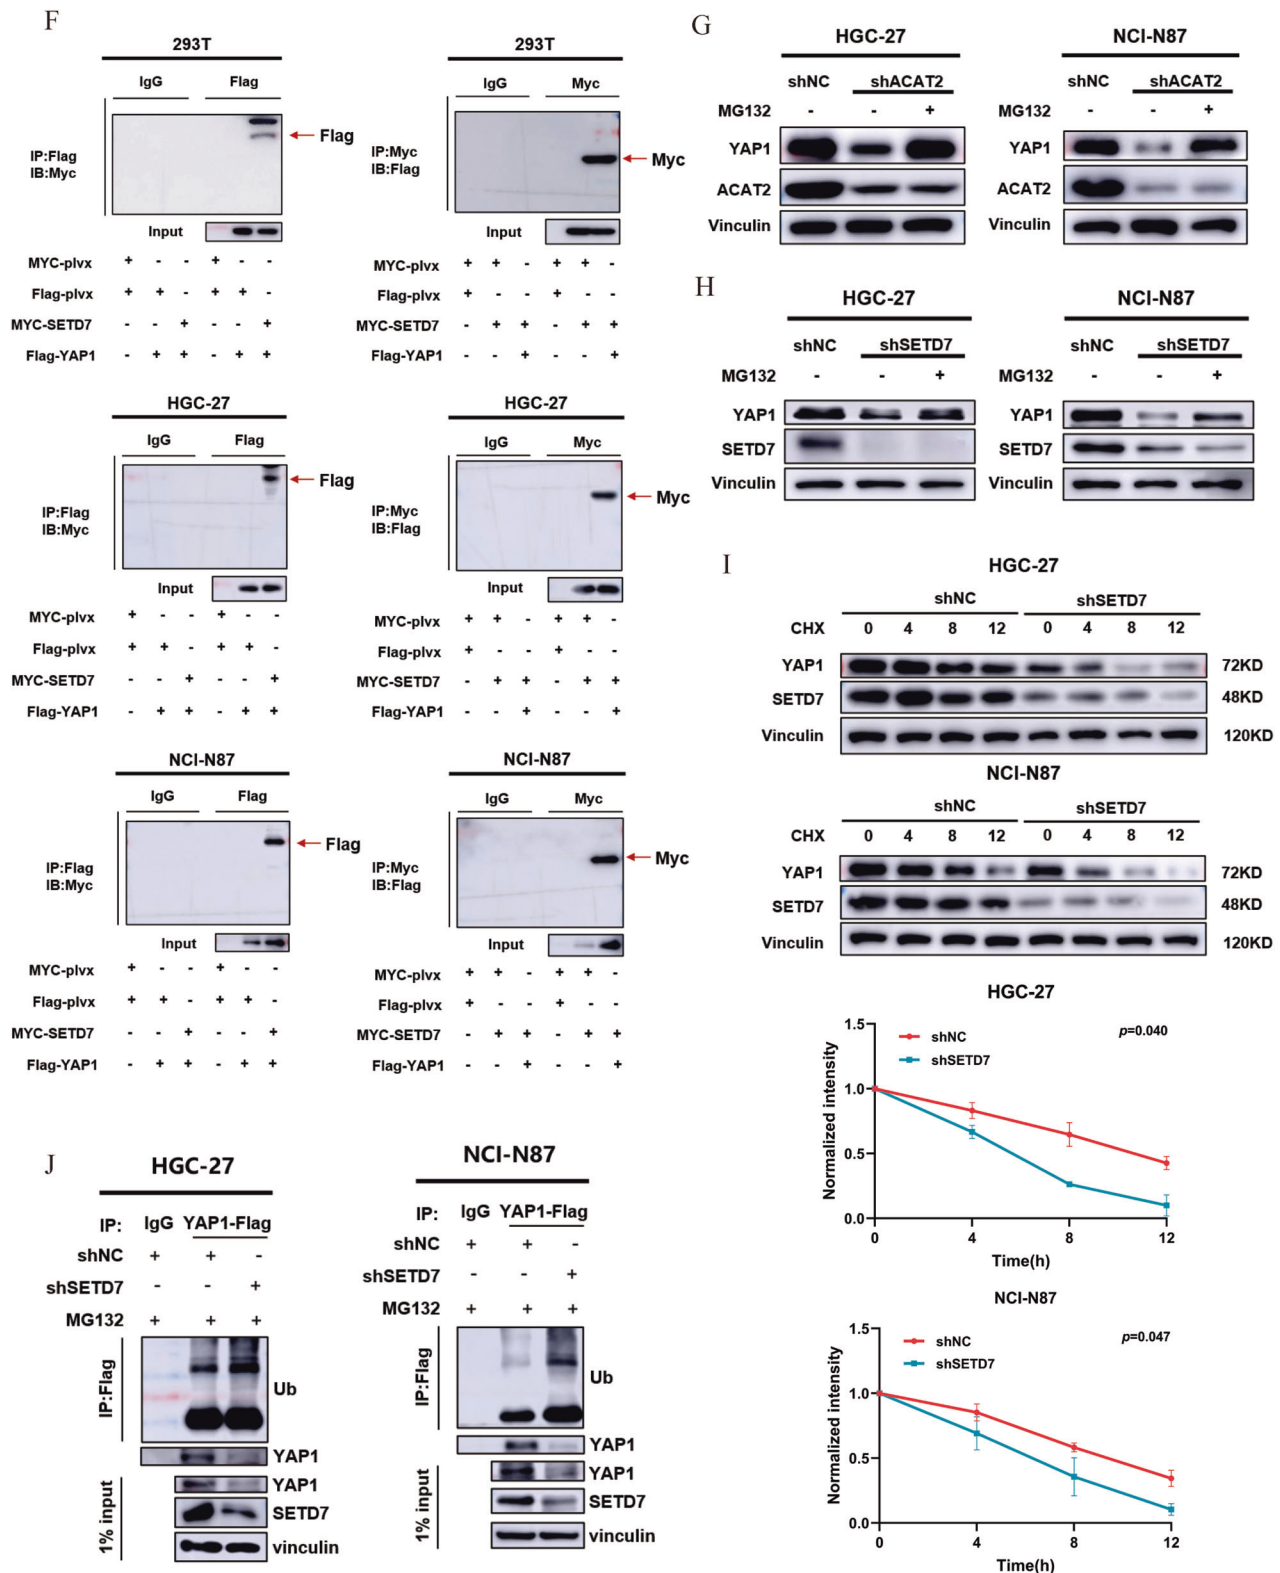 F
293T
IgG Flag
IP:Flag
IB:Myc
Flag
Input
MYC-plvx + - - + - -
Flag-plvx + + - + + -
MYC-SETD7 - - + - - +
Flag-YAP1 - + + - + +
293T
IgG Myc
IP:Myc
IB:Flag
Myc
Input
MYC-plvx + + - + + -
Flag-plvx + - - + - -
MYC-SETD7 - + + - + +
Flag-YAP1 - - + - - +
HGC-27
IgG Flag
IP:Flag
IB:Myc
Flag
Input
MYC-plvx + - - + - -
Flag-plvx + + - + + -
MYC-SETD7 - - + - - +
Flag-YAP1 - + + - + +
HGC-27
IgG Myc
IP:Myc
IB:Flag
Myc
Input
MYC-plvx + + - + + -
Flag-plvx + - - + - -
MYC-SETD7 - + + - + +
Flag-YAP1 - - + - - +
NCI-N87
IgG Flag
IP:Flag
IB:Myc
Flag
Input
MYC-plvx + - - + - -
Flag-plvx + + - + + -
MYC-SETD7 - - + - - +
Flag-YAP1 - + + - + +
NCI-N87
IgG Myc
IP:Myc
IB:Flag
Myc
Input
MYC-plvx + + - + + -
Flag-plvx + - - + - -
MYC-SETD7 - + + - + +
Flag-YAP1 - - + - - +
G
HGC-27
shNC shACAT2
MG132 - - +
YAP1
ACAT2
Vinculin
NCI-N87
shNC shACAT2
MG132 - - +
YAP1
ACAT2
Vinculin
H
HGC-27
shNC shSETD7
MG132 - - +
YAP1
SETD7
Vinculin
NCI-N87
shNC shSETD7
MG132 - - +
YAP1
SETD7
Vinculin
I
HGC-27
shNC shSETD7
CHX 0 4 8 12 0 4 8 12
YAP1 72KD
SETD7 48KD
Vinculin 120KD
NCI-N87
shNC shSETD7
CHX 0 4 8 12 0 4 8 12
YAP1 72KD
SETD7 48KD
Vinculin 120KD
HGC-27
Normalized intensity
1.5
1.0
0.5
0.0
shNC
shSETD7
p=0.040
0 4 8 12
Time(h)
NCI-N87
Normalized intensity
1.5
1.0
0.5
0.0
shNC
shSETD7
p=0.047
0 4 8 12
Time(h)
J
HGC-27
IP: IgG YAP1-Flag
shNC + + -
shSETD7 - - +
MG132 + + +
IP:Flag
Ub
YAP1
1% input
YAP1
SETD7
vinculin
NCI-N87
IP: IgG YAP1-Flag
shNC + + -
shSETD7 - - +
MG132 + + +
IP:Flag
Ub
YAP1
1% input
YAP1
SETD7
vinculin